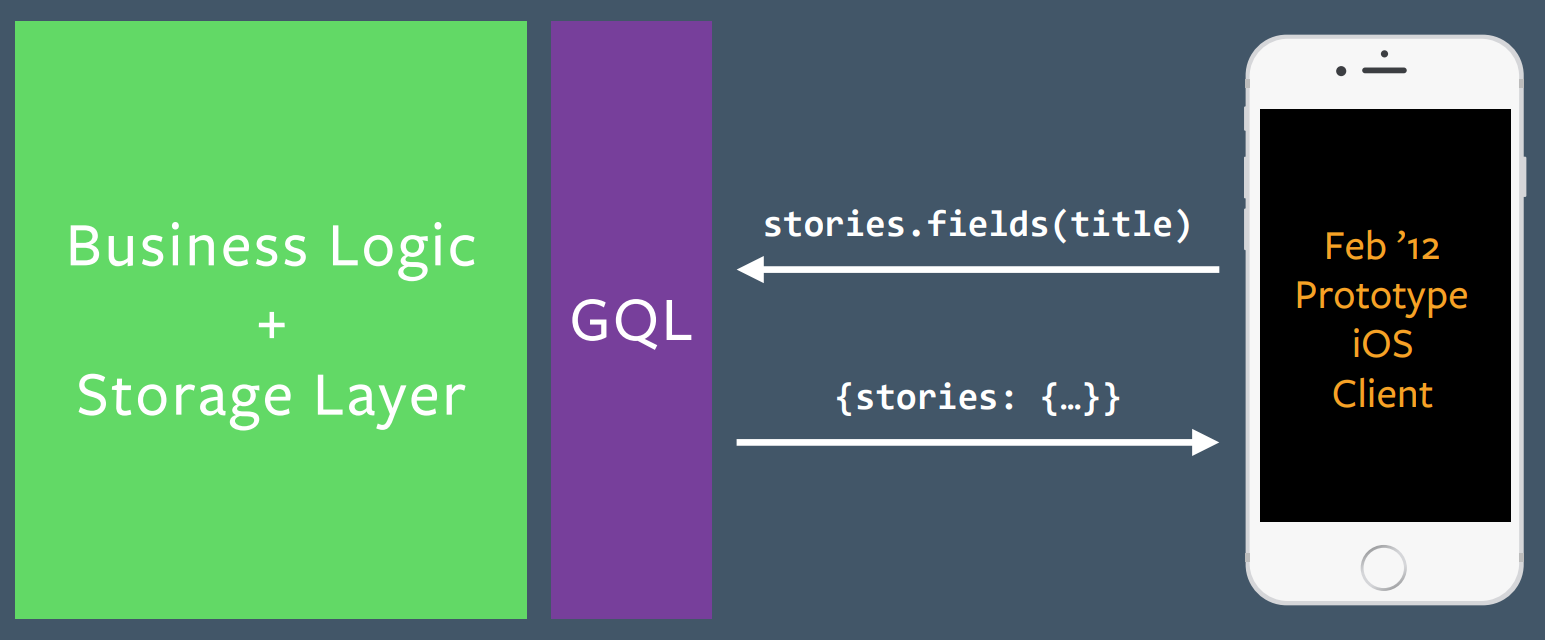 Business Logic
+
Storage Layer
GQL
stories.fields(title)
{stories: {…}}
Feb ’12
Prototype
iOS
Client